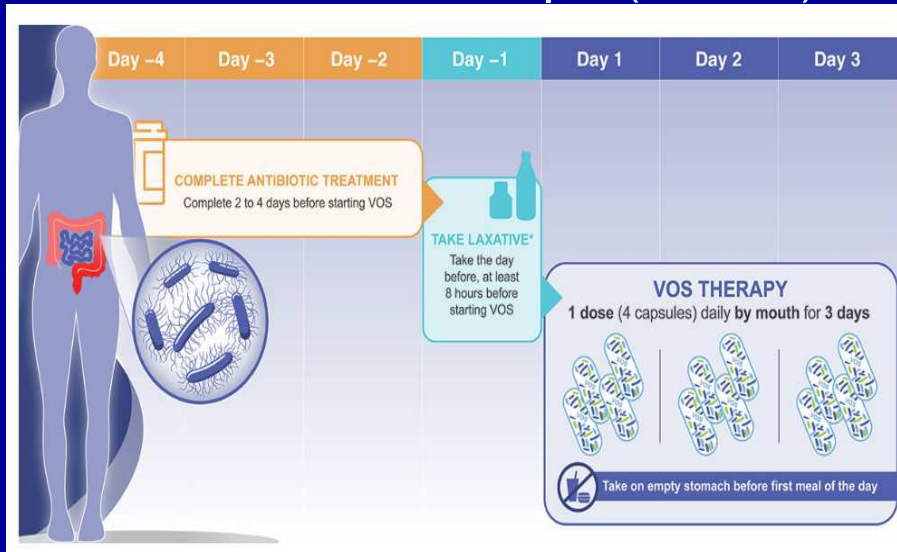 Day –4 Day –3 Day –2 Day –1 Day 1 Day 2 Day 3
COMPLETE ANTIBIOTIC TREATMENT
Complete 2 to 4 days before starting VOS
TAKE LAXATIVE*
Take the day
before, at least
8 hours before
starting VOS
VOS THERAPY
1 dose (4 capsules) daily by mouth for 3 days
Take on empty stomach before first meal of the day